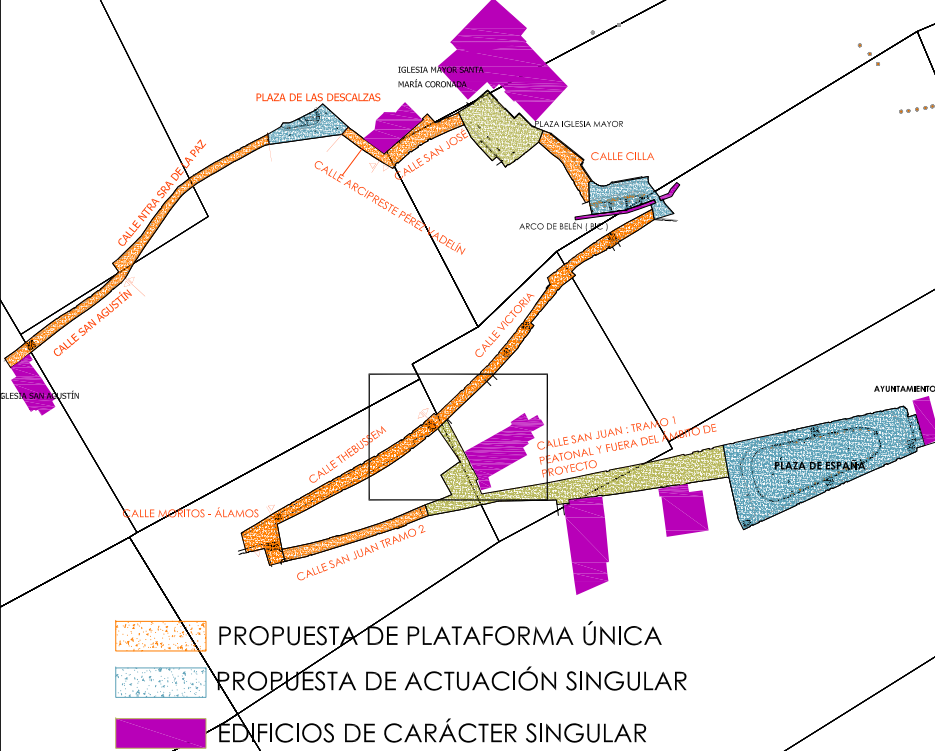 IGLESIA MAYOR SANTA
MARÍA CORONADA
PLAZA DE LAS DESCALZAS
PLAZA IGLESIA MAYOR
CALLE SAN JOSE
CALLE CILLA
CALLE NTRA SRA DE LA PAZ
CALLE ARCIPRESTE PÉREZ VADELÍN
ARCO DE BELÉN ( BIC )
CALLE SAN AGUSTÍN
CALLE VICTORIA
GLESIA SAN AGUSTÍN
AYUNTAMIENTO
CALLE SAN JUAN : TRAMO 1
PEATONAL Y FUERA DEL ÁMBITO DE
PROYECTO
CALLE THEBUSSEM
PLAZA DE ESPAÑA
CALLE MORITOS - ÁLAMOS
CALLE SAN JUAN TRAMO 2
PROPUESTA DE PLATAFORMA ÚNICA
PROPUESTA DE ACTUACIÓN SINGULAR
EDIFICIOS DE CARÁCTER SINGULAR